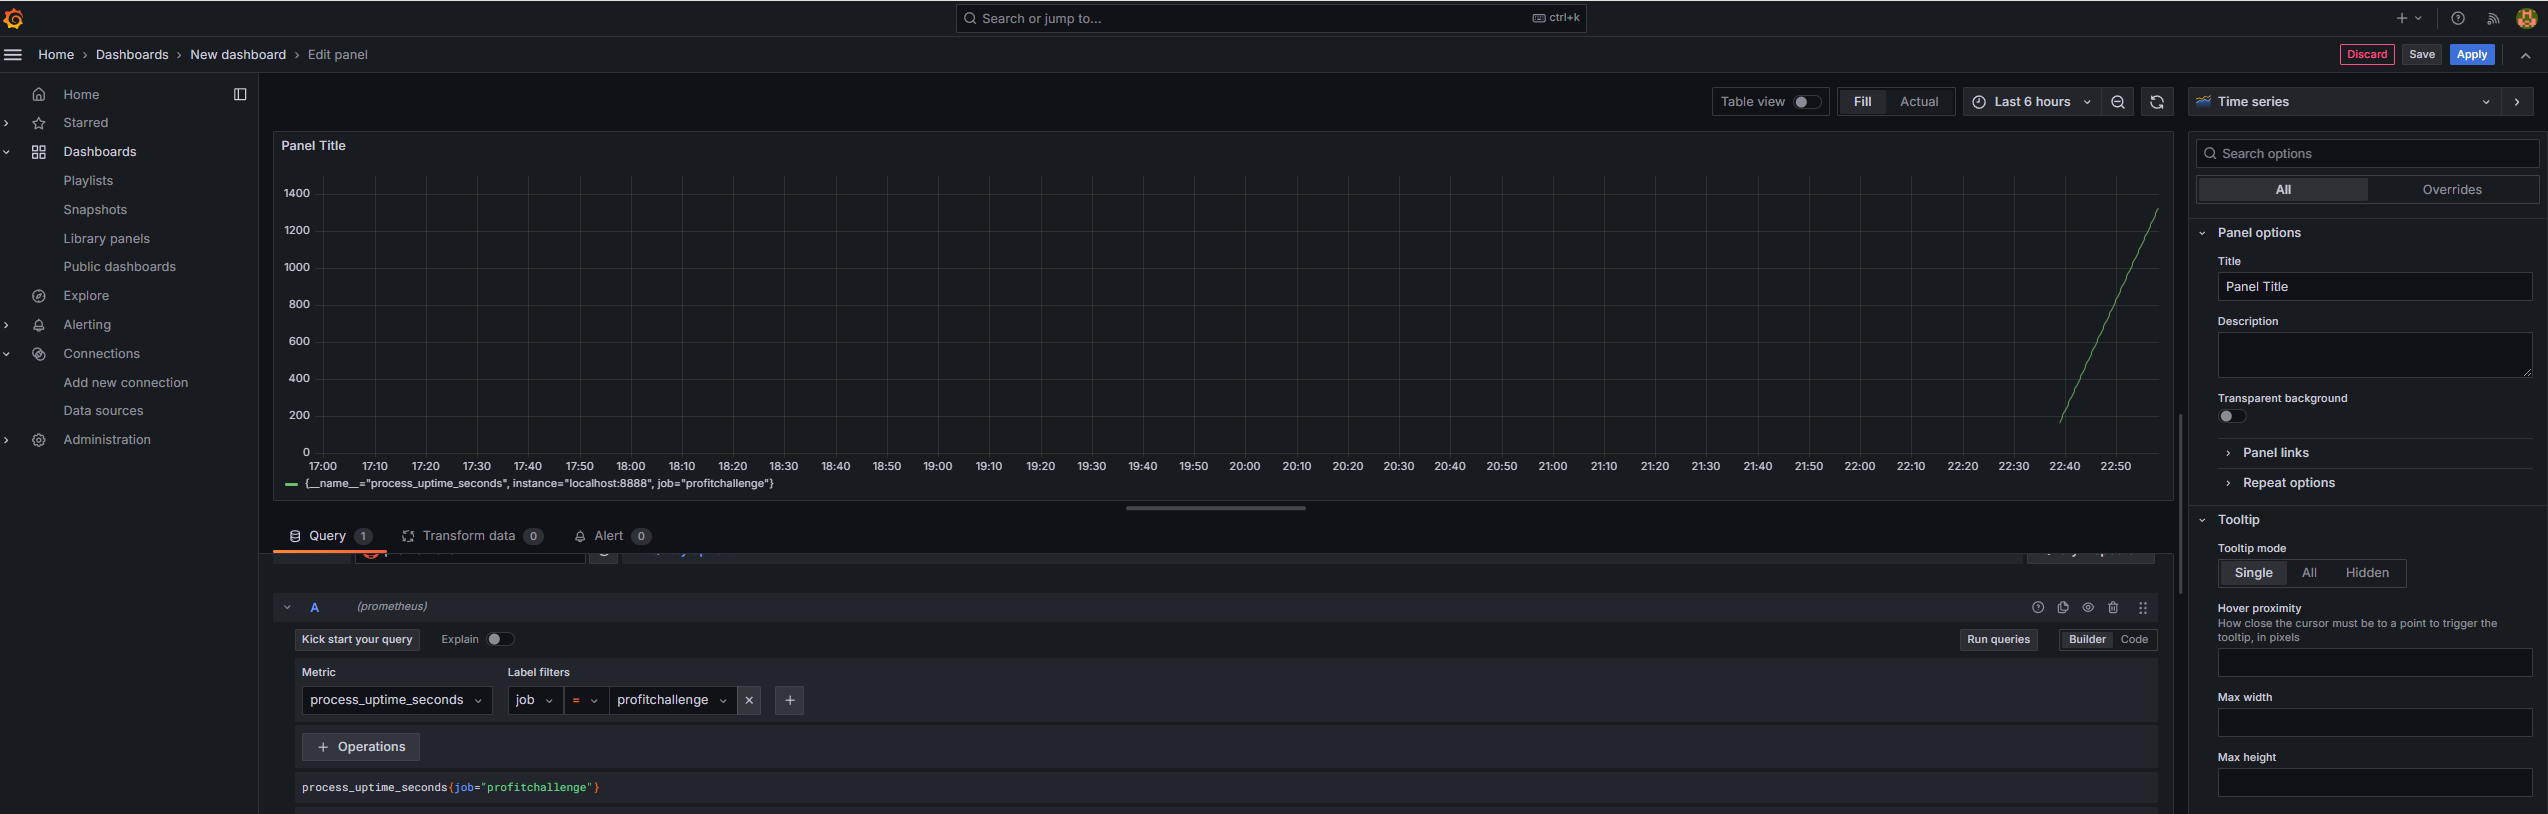 Search or jump to...
ctrl+k
Home › Dashboards › New dashboard › Edit panel
Discard
Save
Apply
Home
Starred
Dashboards
Playlists
Snapshots
Library panels
Public dashboards
Explore
Alerting
Connections
Add new connection
Data sources
Administration
Table view
Fill
Actual
Last 6 hours
Panel Title
1400
1200
1000
800
600
400
200
0
17:00 17:10 17:20 17:30 17:40 17:50 18:00 18:10 18:20 18:30 18:40 18:50 19:00 19:10 19:20 19:30 19:40 19:50 20:00 20:10 20:20 20:30 20:40 20:50 21:00 21:10 21:20 21:30 21:40 21:50 22:00 22:10 22:20 22:30 22:40 22:50
{__name__="process_uptime_seconds", instance="localhost:8888", job="profitchallenge"}
Query 1
Transform data 0
Alert 0
A (prometheus)
Kick start your query
Explain
Run queries
Builder
Code
Metric
Label filters
process_uptime_seconds
job
=
profitchallenge
+ Operations
process_uptime_seconds{job="profitchallenge"}
Time series
Search options
All
Overrides
Panel options
Title
Panel Title
Description
Transparent background
Panel links
Repeat options
Tooltip
Tooltip mode
Single
All
Hidden
Hover proximity
How close the cursor must be to a point to trigger the
tooltip, in pixels
Max width
Max height